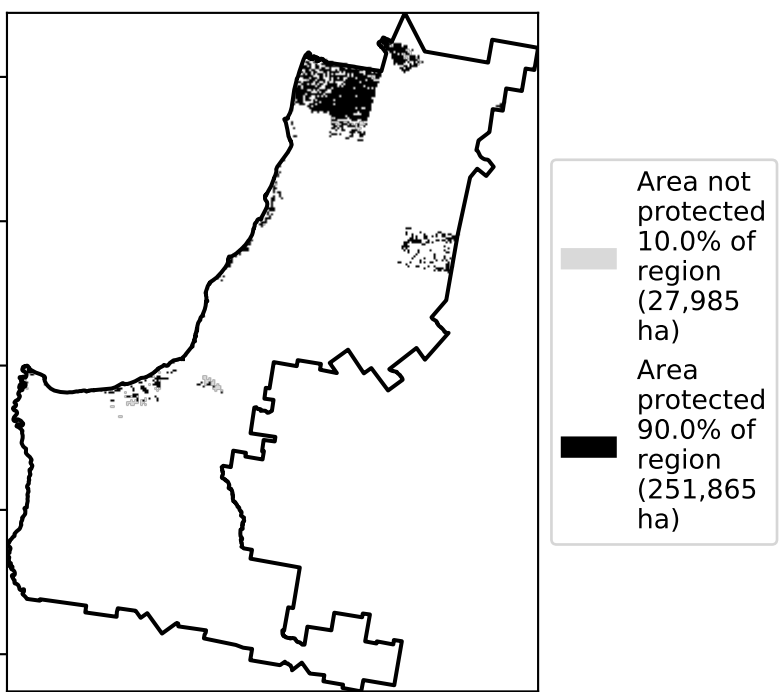 Area not
protected
10.0% of
region
(27,985
ha)
Area
protected
90.0% of
region
(251,865
ha)